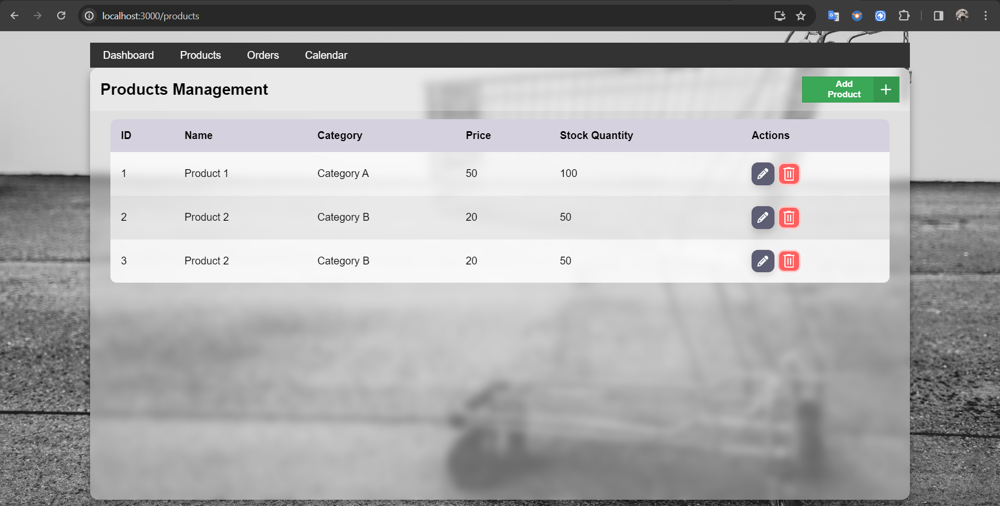 localhost:3000/products
Dashboard Products Orders Calendar
Products Management
Add
Product
ID Name Category Price Stock Quantity Actions
1 Product 1 Category A 50 100
2 Product 2 Category B 20 50
3 Product 2 Category B 20 50